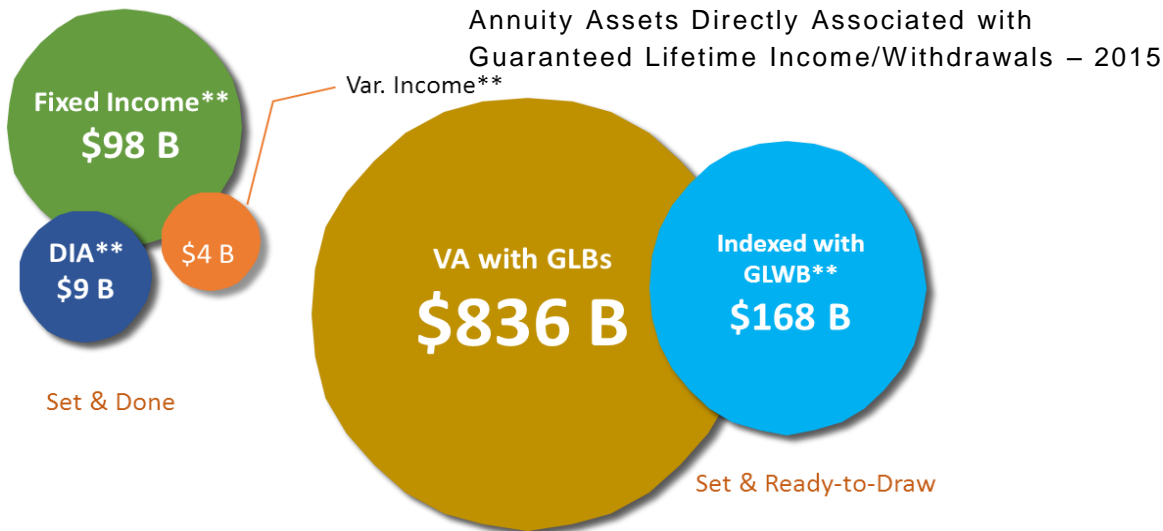 Annuity Assets Directly Associated with
Guaranteed Lifetime Income/Withdrawals – 2015
Var. Income**
Fixed Income**
$98 B
DIA**
$9 B
$4 B
Set & Done
VA with GLBs
$836 B
Indexed with
GLWB**
$168 B
Set & Ready-to-Draw